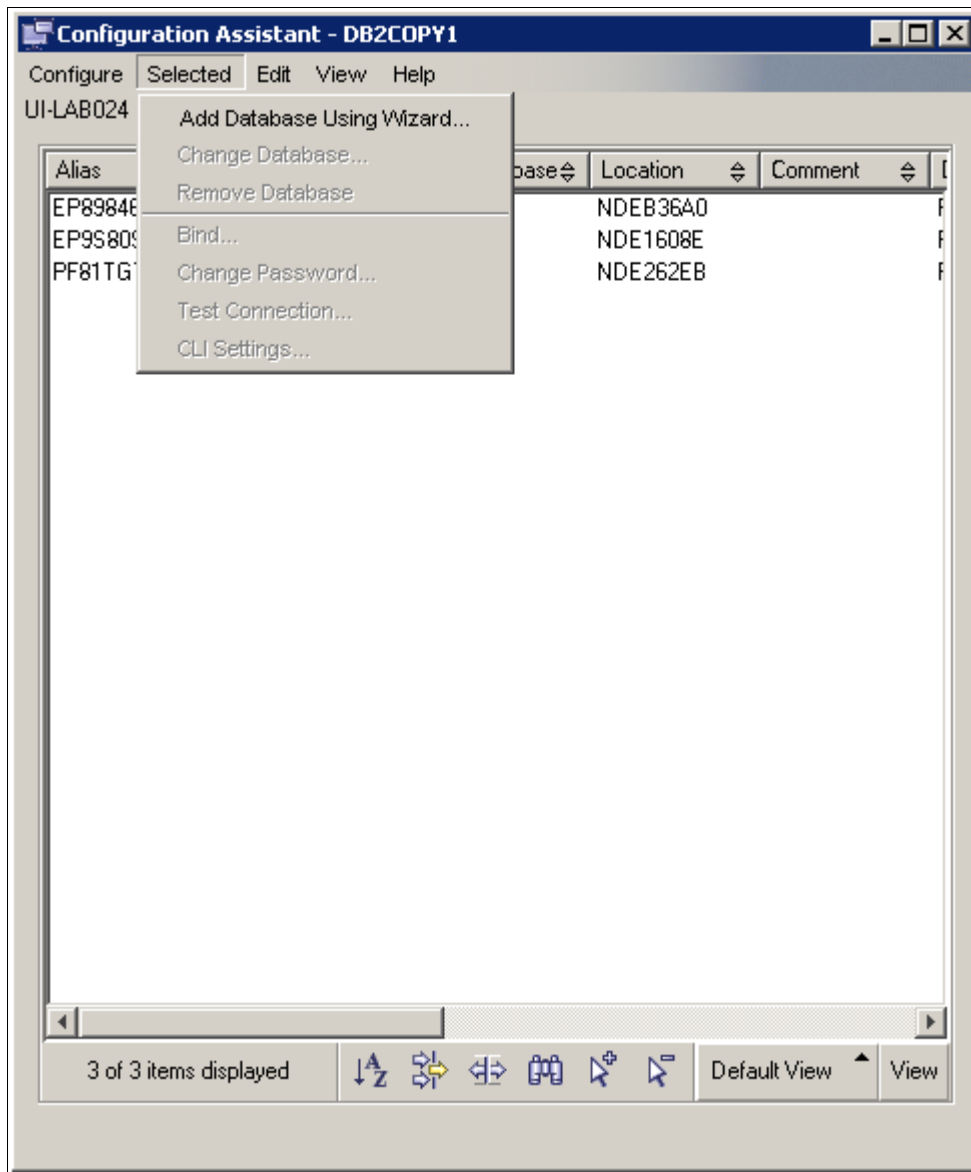 Configuration Assistant - DB2COPY1
Configure Selected Edit View Help
UI-LAB024
Add Database Using Wizard...
Change Database...
Remove Database
Bind...
Change Password...
Test Connection...
CLI Settings...
Alias Location Comment
NDEB36A0
NDE1608E
NDE262EB
3 of 3 items displayed Default View View